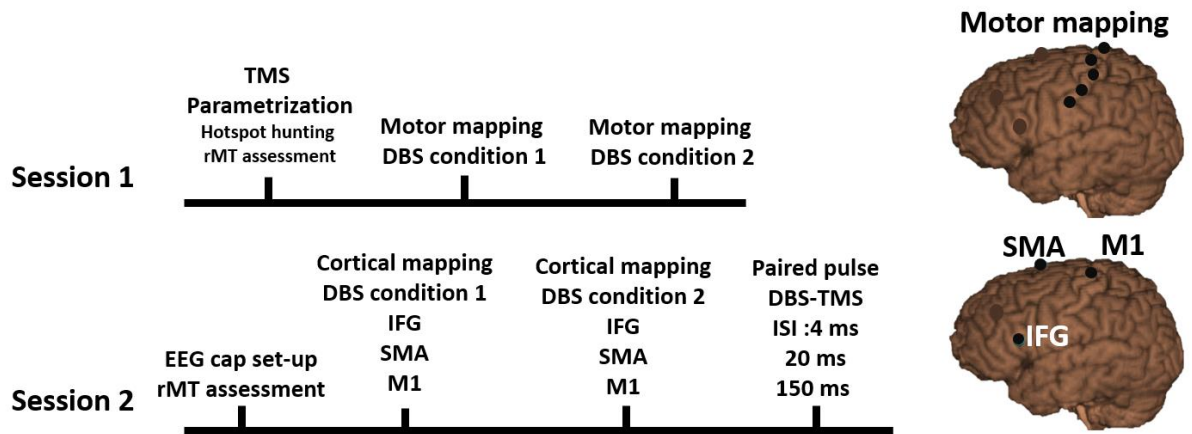 Motor mapping
TMS
Parametrization
Hotspot hunting
rMT assessment
Motor mapping
DBS condition 1
Motor mapping
DBS condition 2
Session 1
SMA M1
IFG
Cortical mapping
DBS condition 1
IFG
SMA
M1
Cortical mapping
DBS condition 2
IFG
SMA
M1
Paired pulse
DBS-TMS
ISI :4 ms
20 ms
150 ms
EEG cap set-up
rMT assessment
Session 2